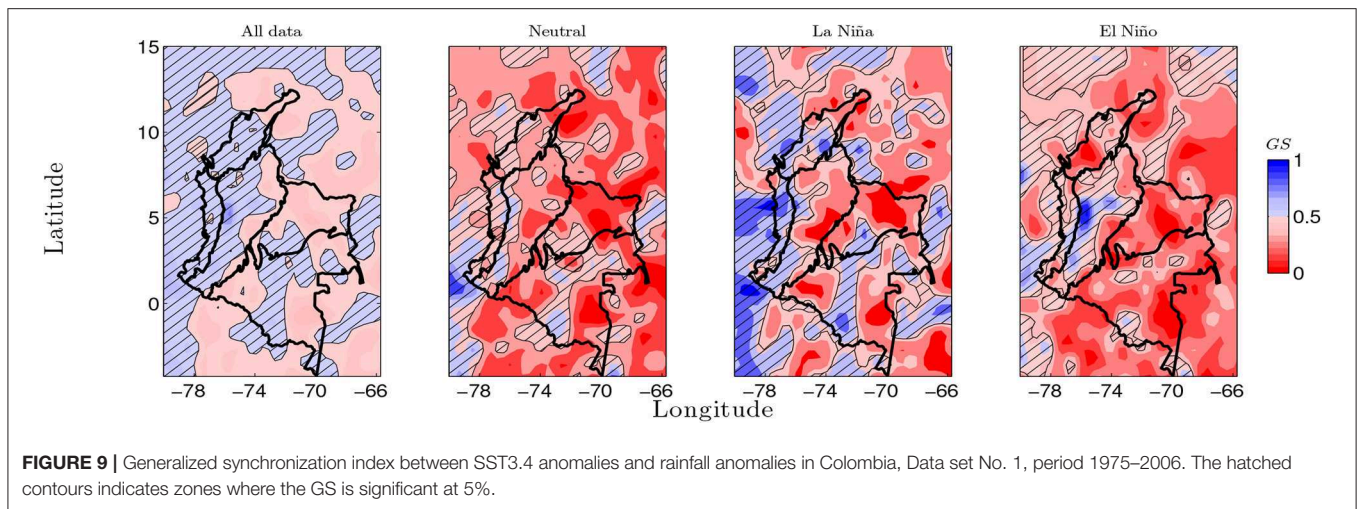 All data
Neutral
La Niña
El Niño
15
10
5
0
Latitude
−78
−74
−70
−66
−78
−74
−70
−66
−78
−74
−70
−66
−78
−74
−70
−66
Longitude
GS
1
0.5
0
FIGURE 9 | Generalized synchronization index between SST3.4 anomalies and rainfall anomalies in Colombia, Data set No. 1, period 1975–2006. The hatched
contours indicates zones where the GS is significant at 5%.